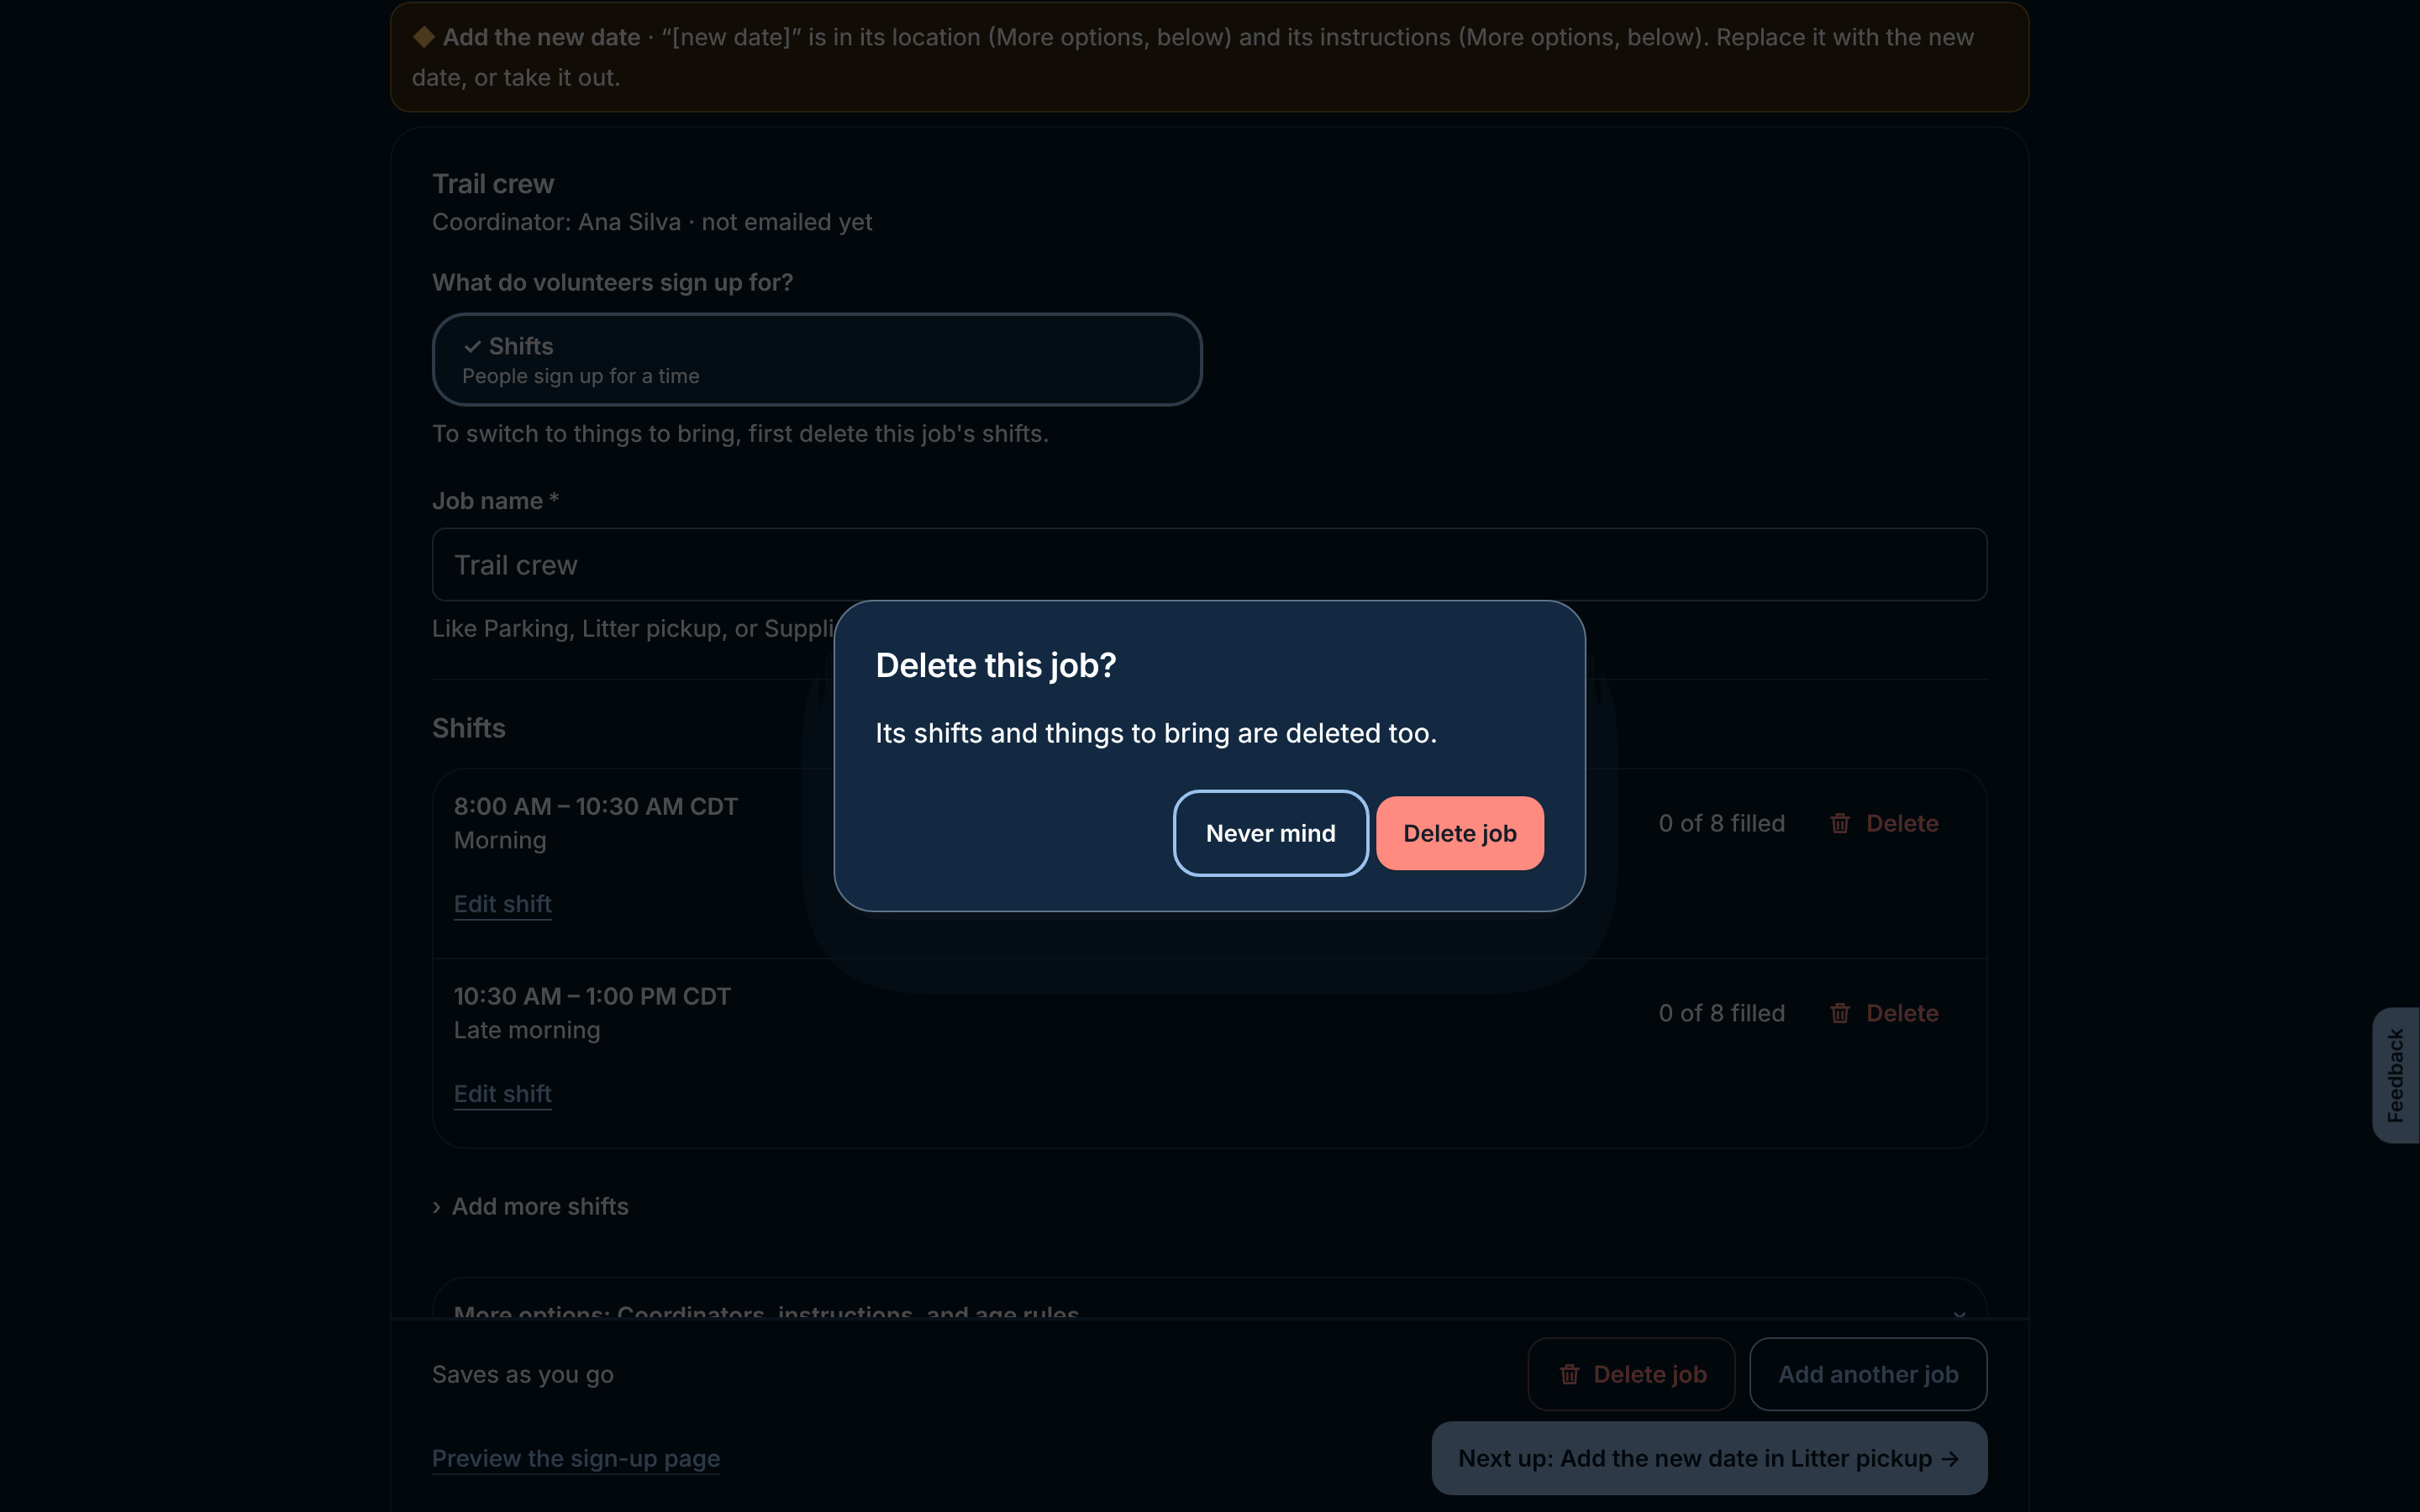 ◆ Add the new date · “[new date]” is in its location (More options, below) and its instructions (More options, below). Replace it with the new
date, or take it out.
Trail crew
Coordinator: Ana Silva · not emailed yet
What do volunteers sign up for?
✓ Shifts
People sign up for a time
To switch to things to bring, first delete this job's shifts.
Job name *
Trail crew
Like Parking, Litter pickup, or Suppli
Delete this job?
Its shifts and things to bring are deleted too.
Never mind
Delete job
Shifts
8:00 AM – 10:30 AM CDT
Morning
0 of 8 filled
Delete
Edit shift
10:30 AM – 1:00 PM CDT
Late morning
0 of 8 filled
Delete
Edit shift
› Add more shifts
More options: Coordinators, instructions, and age rules
Saves as you go
Delete job
Add another job
Preview the sign-up page
Next up: Add the new date in Litter pickup →
Feedback